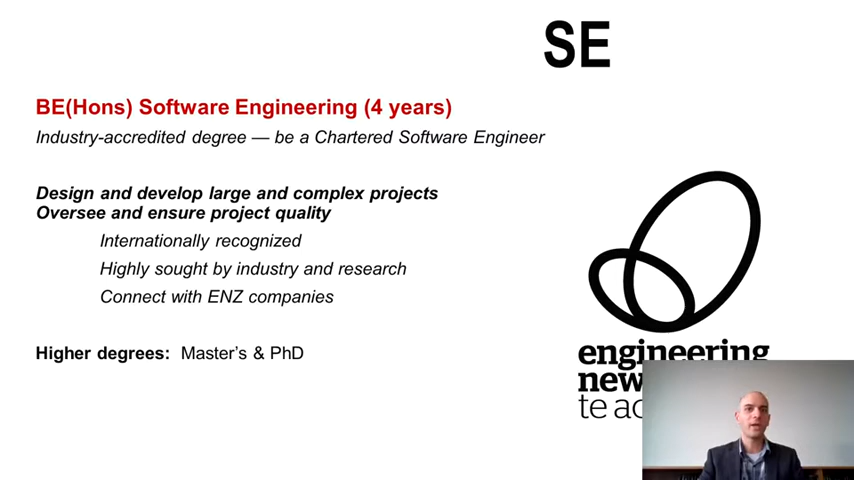 SE
BE(Hons) Software Engineering (4 years)
Industry-accredited degree — be a Chartered Software Engineer
Design and develop large and complex projects
Oversee and ensure project quality
Internationally recognized
Highly sought by industry and research
Connect with ENZ companies
Higher degrees: Master's & PhD
engineering
new
te